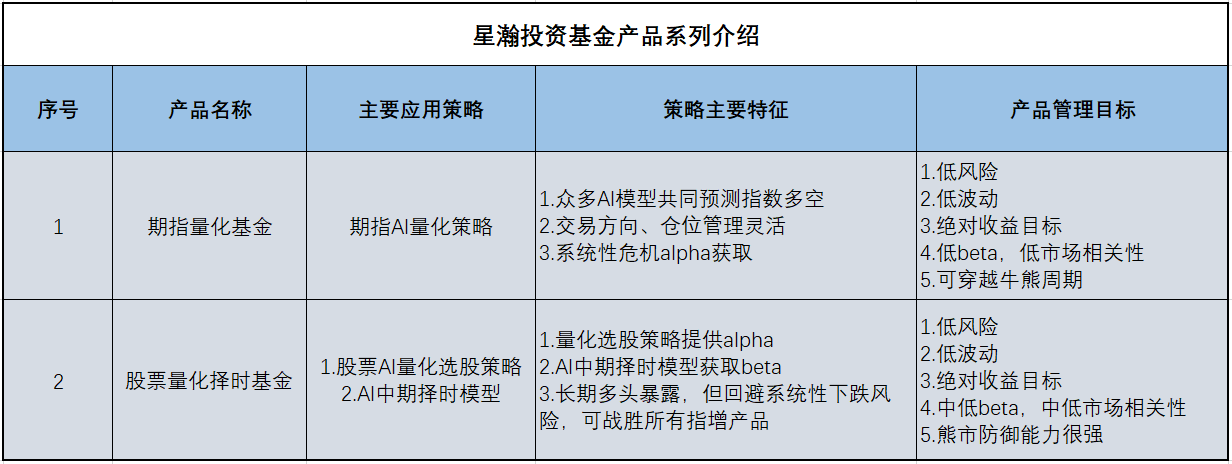 星瀚投资基金产品系列介绍
序号 产品名称 主要应用策略 策略主要特征 产品管理目标
1
期指量化基金
期指AI量化策略
1.众多AI模型共同预测指数多空
2.交易方向、仓位管理灵活
3.系统性危机alpha获取
1.低风险
2.低波动
3.绝对收益目标
4.低beta，低市场相关性
5.可穿越牛熊周期
2
股票量化择时基金
1.股票AI量化选股策略
2.AI中期择时模型
1.量化选股策略提供alpha
2.AI中期择时模型获取beta
3.长期多头暴露，但回避系统性下跌风
险，可战胜所有指增产品
1.低风险
2.低波动
3.绝对收益目标
4.中低beta，中低市场相关性
5.熊市防御能力很强